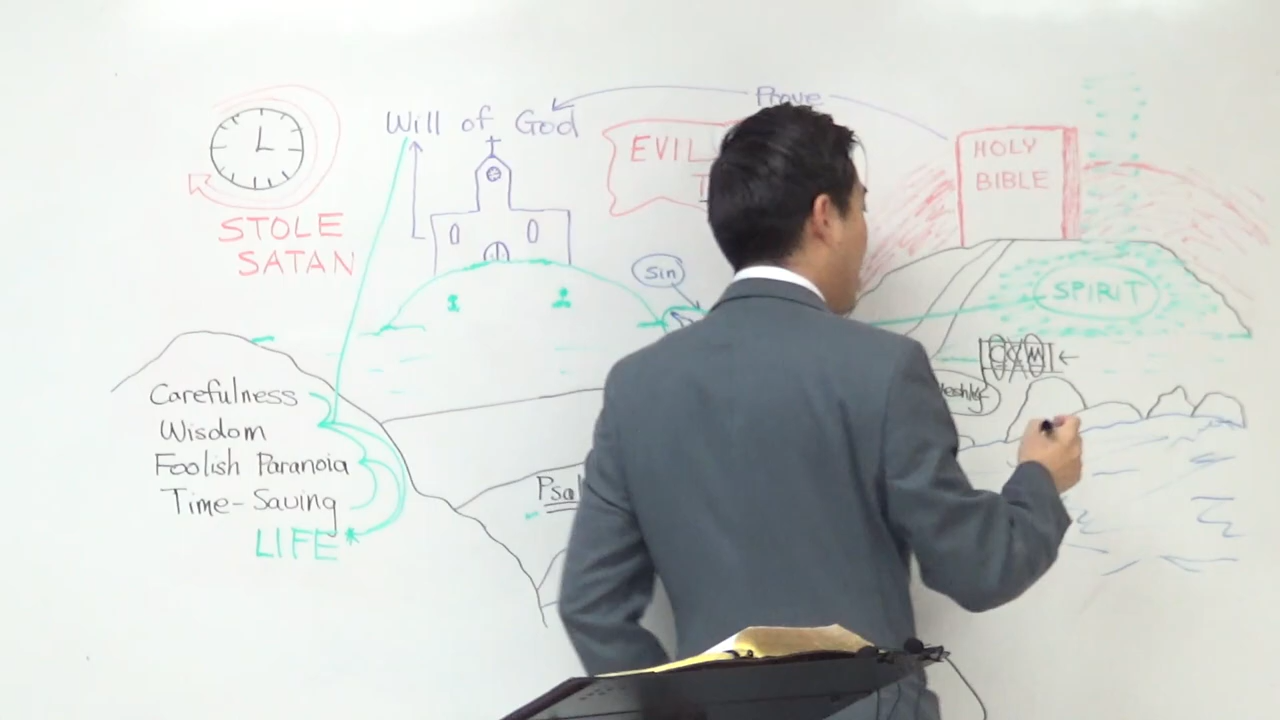 Prove
Will of God
EVIL
T
HOLY
BIBLE
STOLE
SATAN
Sin
SPIRIT
Carefulness
Wisdom
Foolish Paranoia
Time-Saving
LIFE *